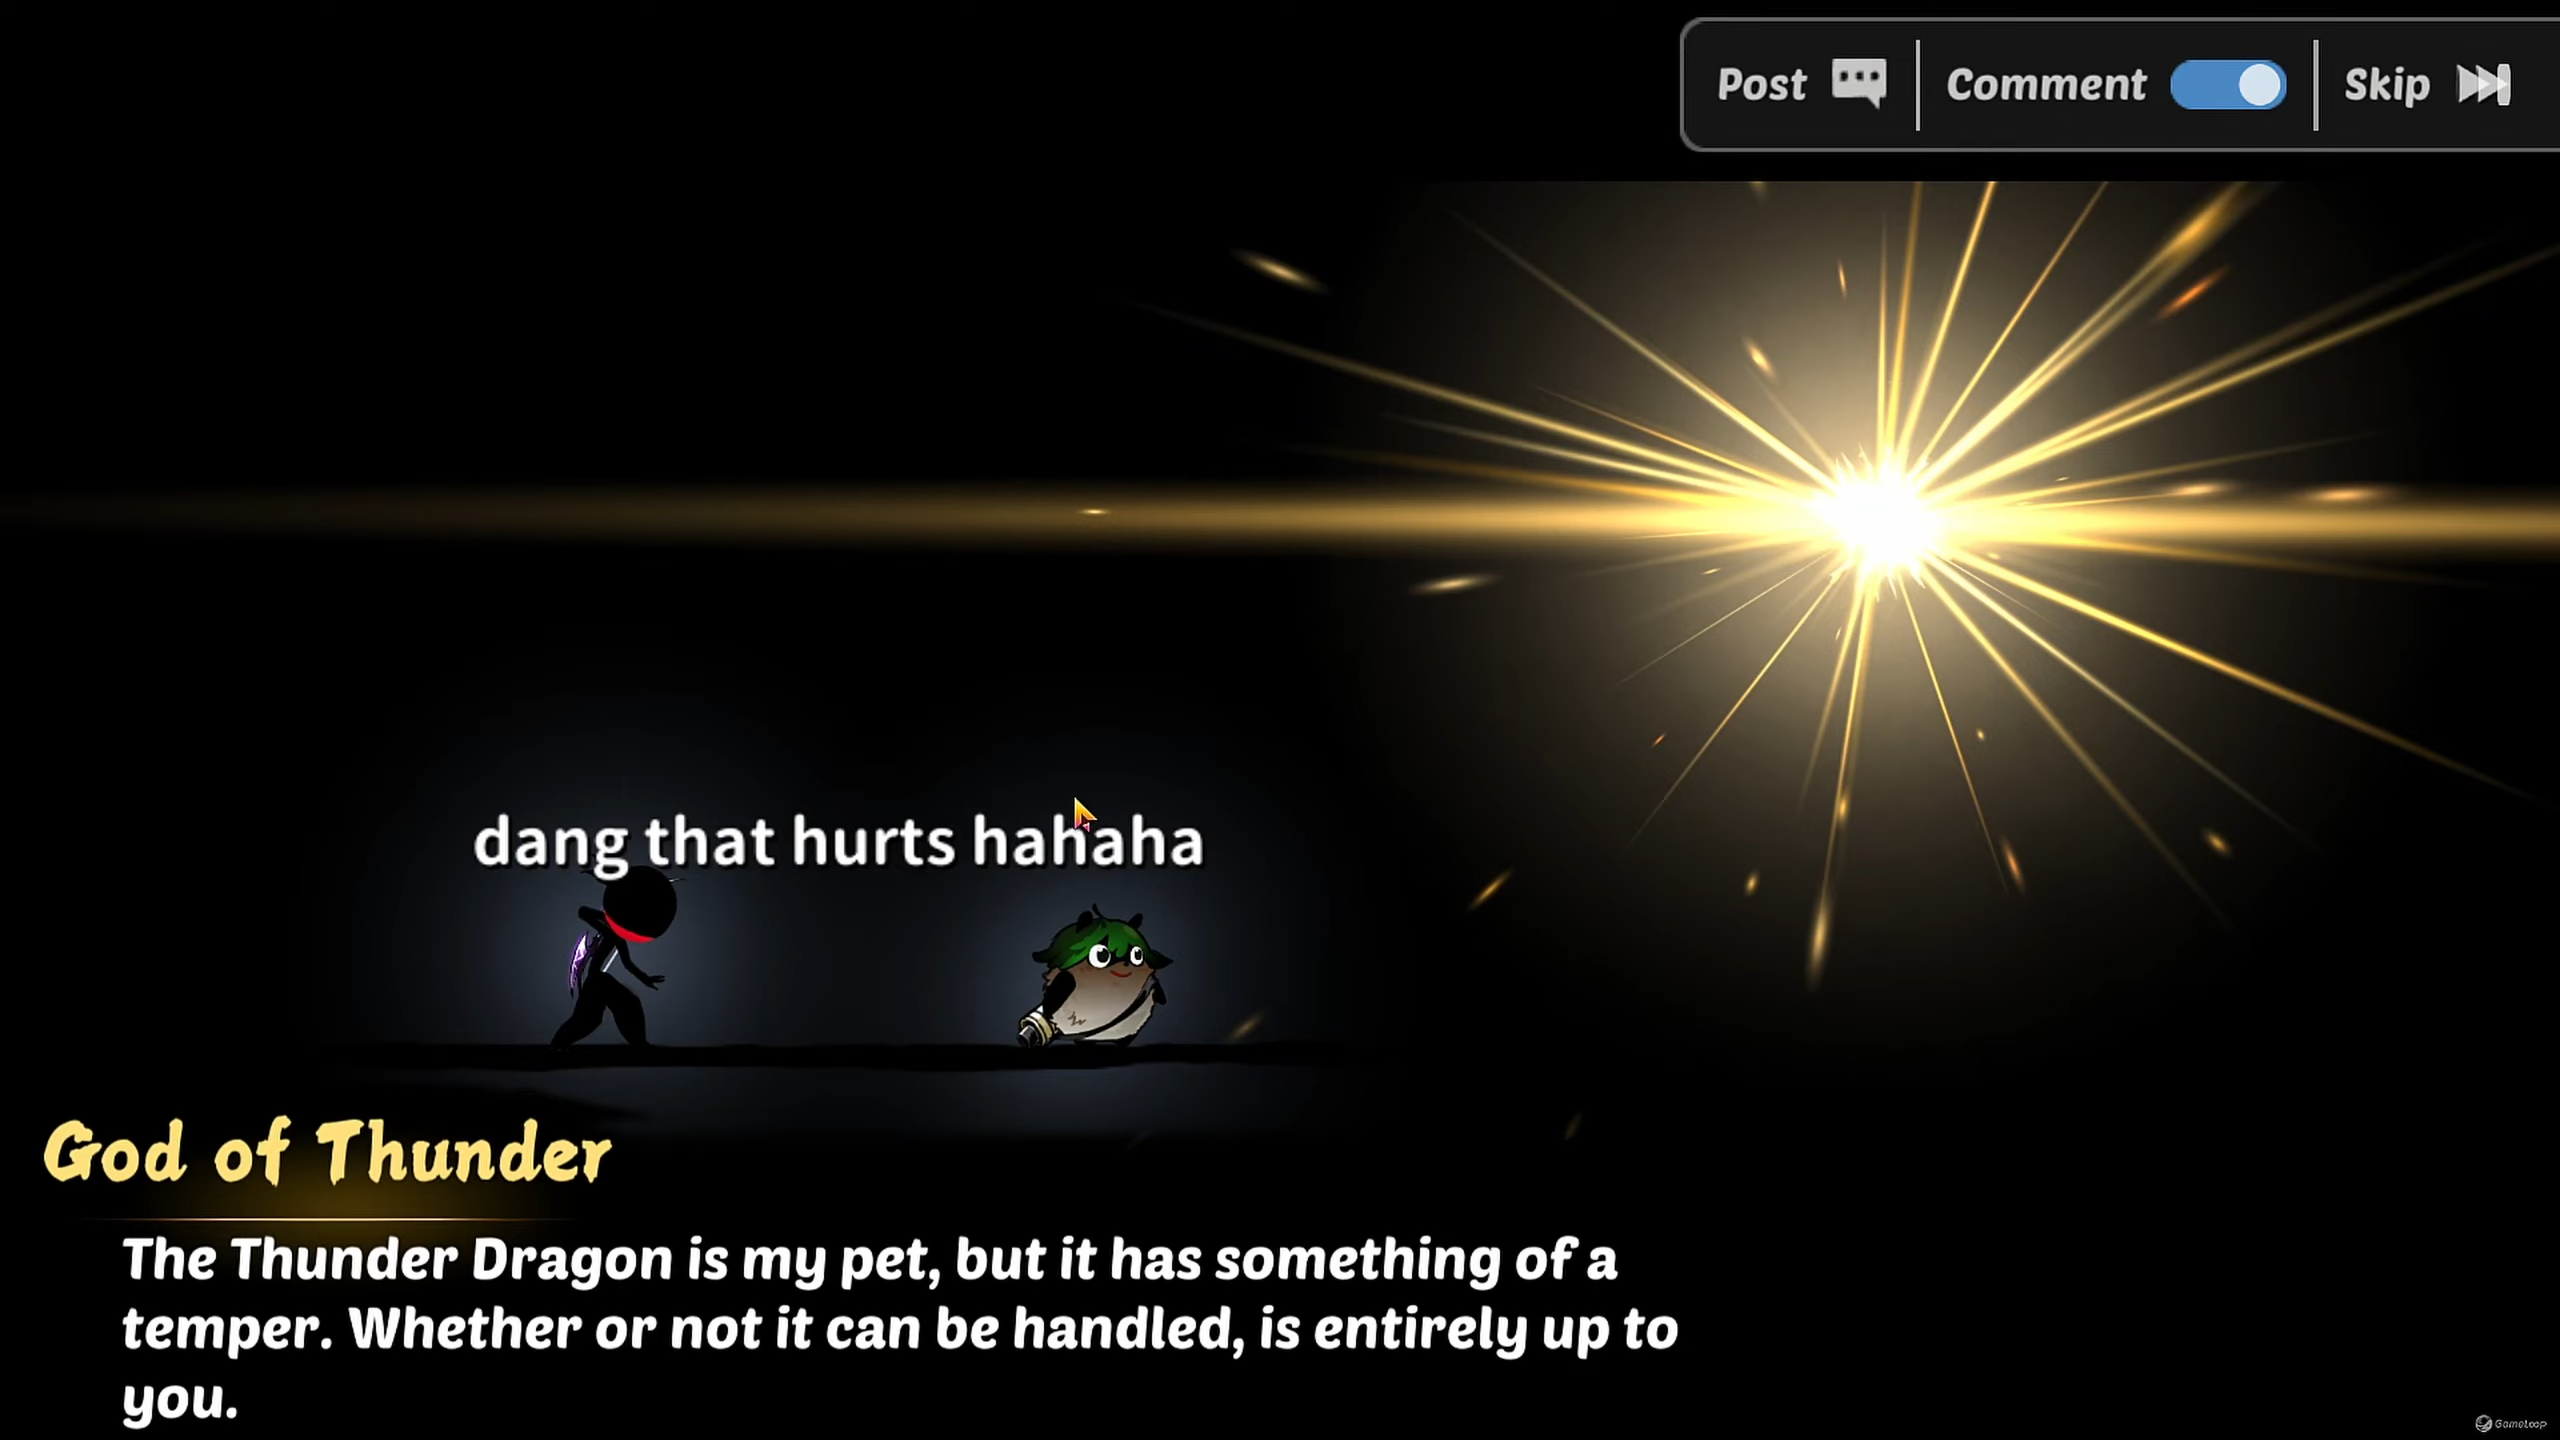 Post
Comment
Skip
dang that hurts hahaha
God of Thunder
The Thunder Dragon is my pet, but it has something of a
temper. Whether or not it can be handled, is entirely up to
you.
GameLoop